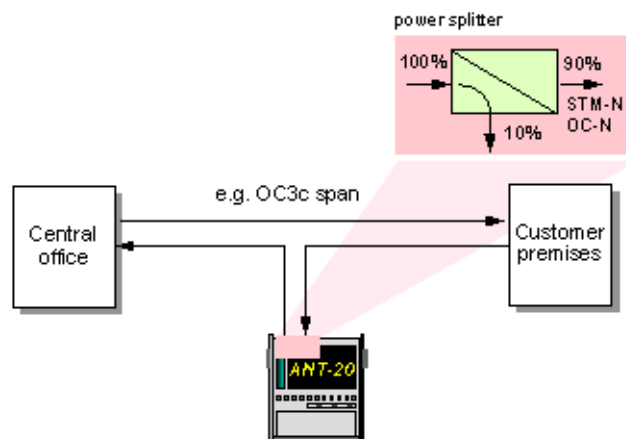 power splitter
100%
90%
STM-N
OC-N
10%
e.g. OC3c span
Central
office
Customer
premises
ANT-20